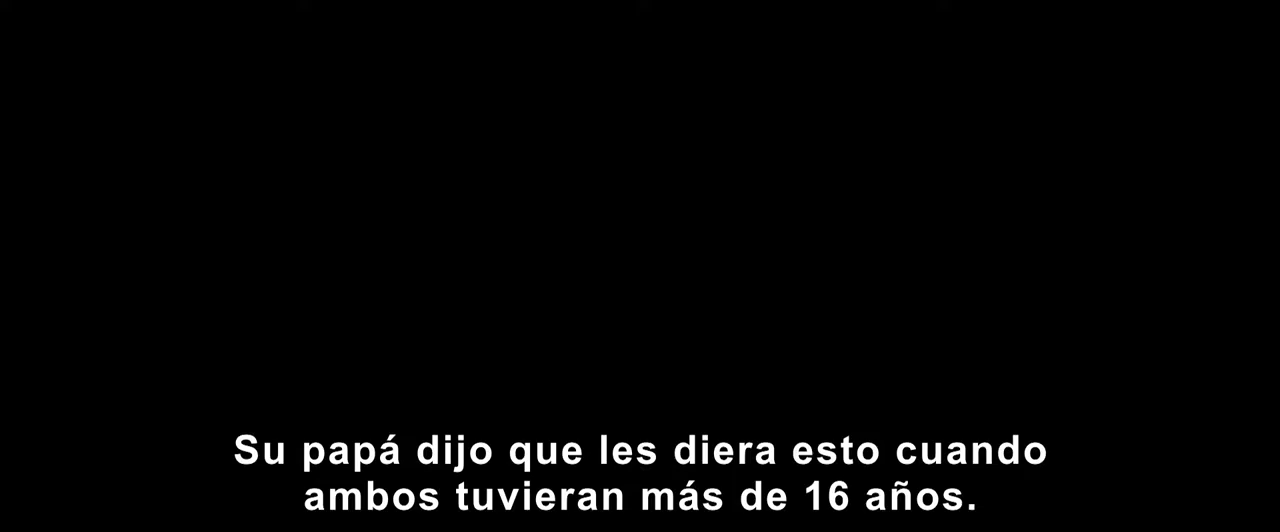 Su papá dijo que les diera esto cuando
ambos tuvieran más de 16 años.